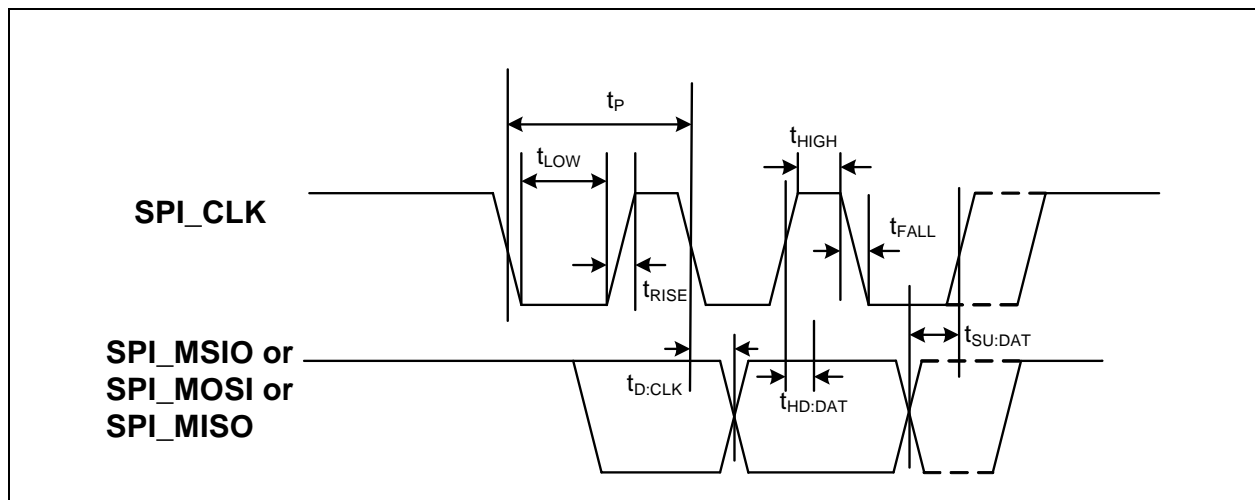 tP
tHIGH
tLOW
SPI_CLK
tFALL
tRISE
tSU:DAT
SPI_MSIO or
SPI_MOSI or
SPI_MISO
tD:CLK
tHD:DAT